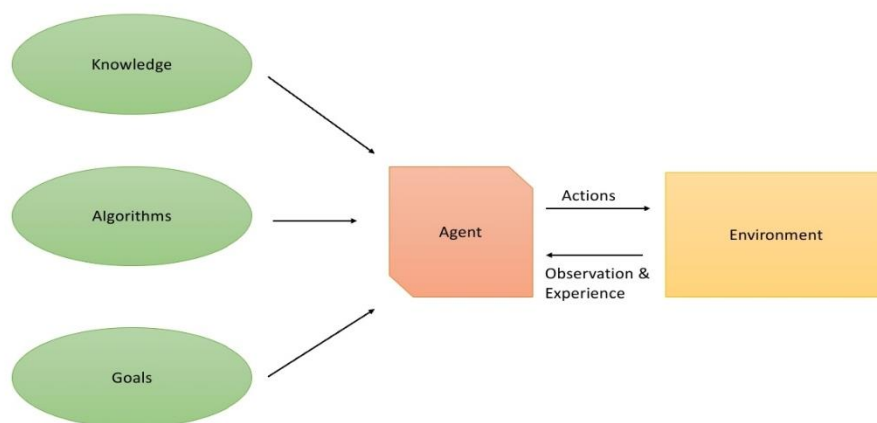 Knowledge
Algorithms
Goals
Agent
Actions
Observation &
Experience
Environment